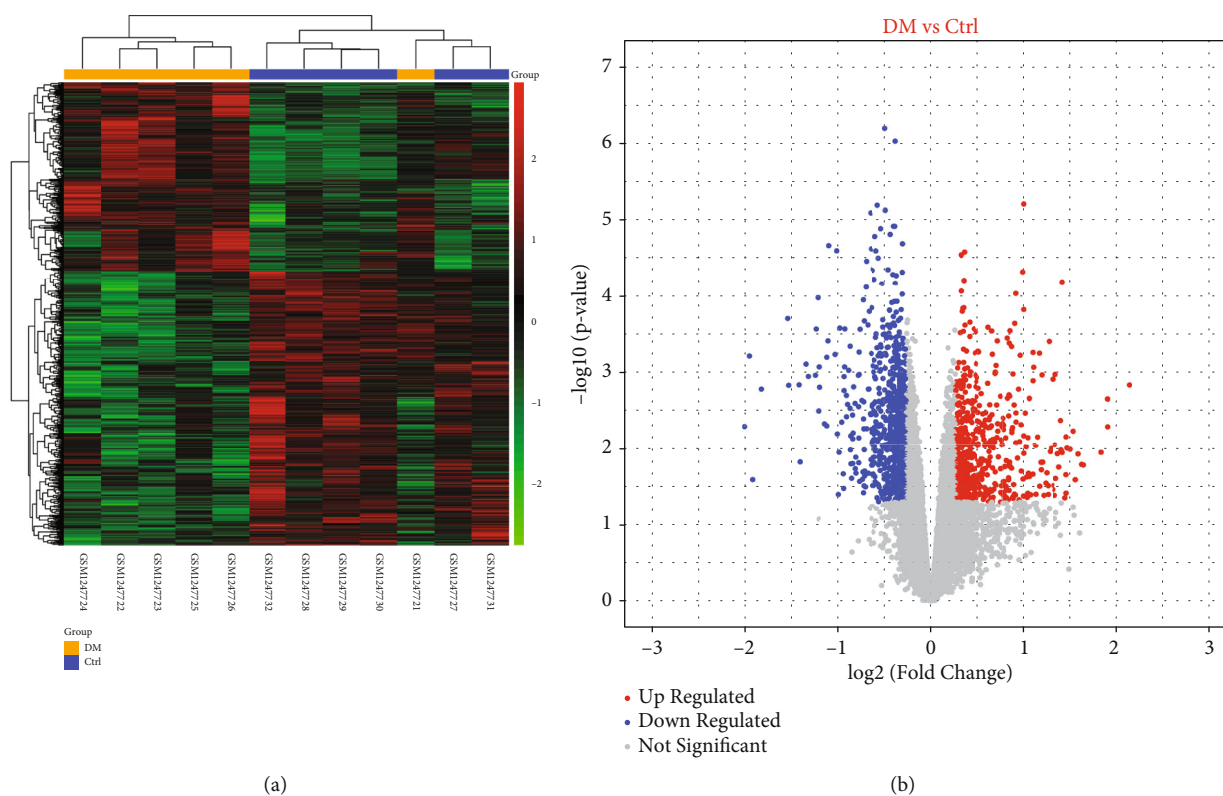 Group
2
1
0
−1
−2
GSM1247724
GSM1247722
GSM1247723
GSM1247725
GSM1247726
GSM1247732
GSM1247728
GSM1247729
GSM1247730
GSM1247721
GSM1247727
GSM1247731
Group
DM
Ctrl
(a)
DM vs Ctrl
7
6
5
4
3
2
1
0
−log10 (p-value)
−3 −2 −1 0 1 2 3
log2 (Fold Change)
Up Regulated
Down Regulated
Not Significant
(b)